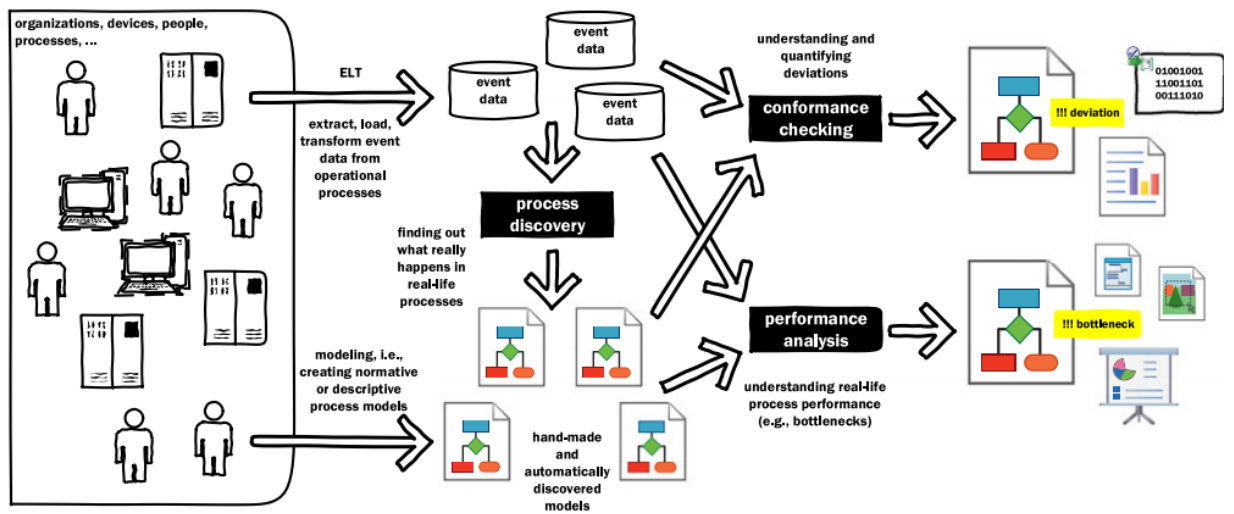 organizations, devices, people,
processes, ...
ELT
extract, load,
transform event
data from
operational
processes
event
data
event
data
event
data
process
discovery
finding out
what really
happens in
real-life
processes
modeling, i.e.,
creating normative
or descriptive
process models
hand-made
and
automatically
discovered
models
understanding and
quantifying
deviations
conformance
checking
performance
analysis
understanding real-life
process performance
(e.g., bottlenecks)
!!! deviation
01001001
11001101
00111010
!!! bottleneck